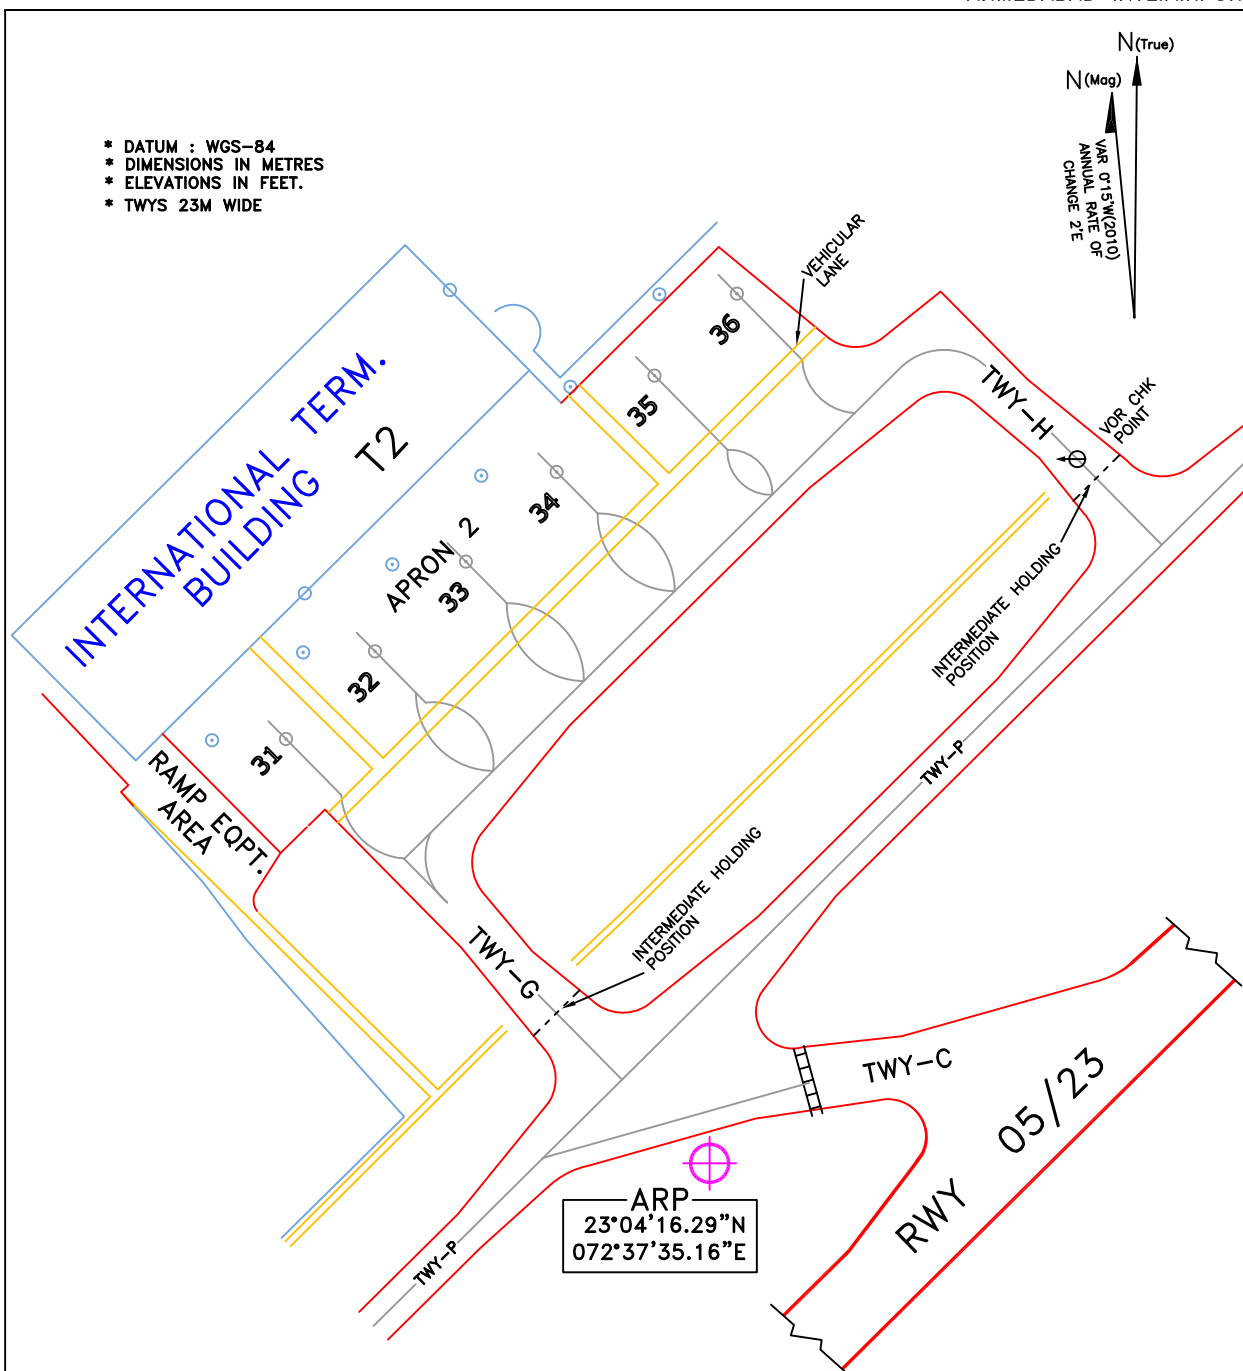 N(True)
N(Mag)
VAR 0°15'W(2010)
ANNUAL RATE OF
CHANGE 2'E
* DATUM : WGS-84
* DIMENSIONS IN METRES
* ELEVATIONS IN FEET.
* TWYS 23M WIDE
VEHICULAR
LANE
36
35
34
33
32
31
INTERNATIONAL TERM.
BUILDING
T2
APRON 2
TWY-H
VOR CHK
POINT
INTERMEDIATE HOLDING
POSITION
TWY-P
RAMP EQPT.
AREA
INTERMEDIATE HOLDING
POSITION
TWY-G
TWY-C
RWY 05/23
ARP
23°04'16.29"N
072°37'35.16"E
TWY-P